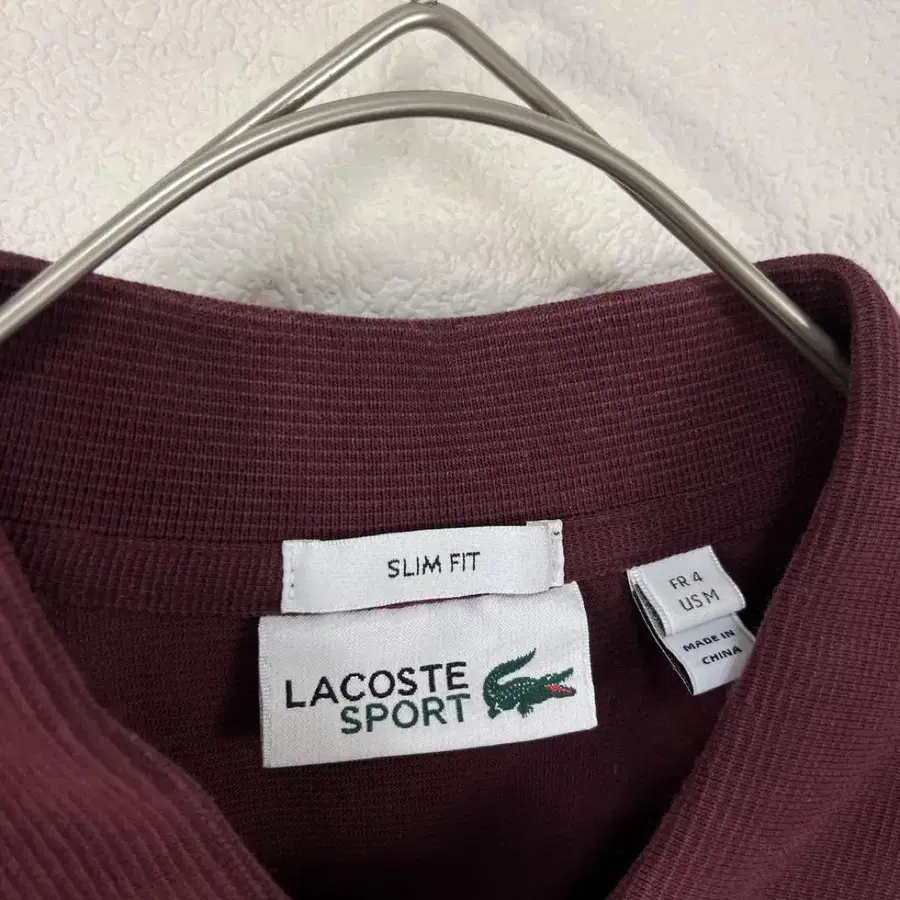 SLIM FIT
LACOSTE
SPORT
FR 4
US M
MADE IN
CHINA